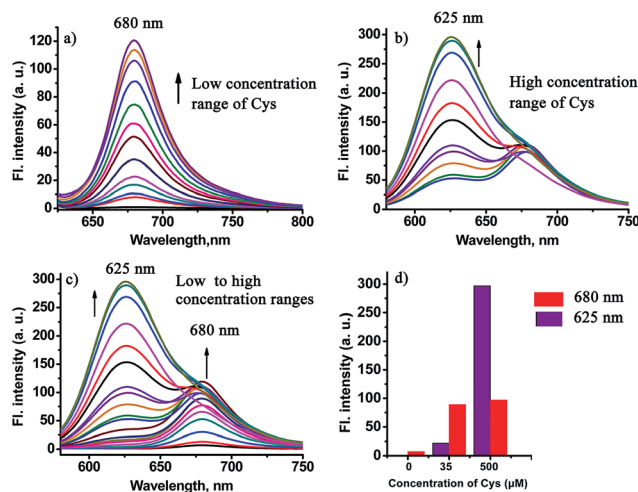 a)
680 nm
Low concentration
range of Cys
Fl. intensity (a. u.)
120
100
80
60
40
20
0
650
700
750
800
Wavelength,nm
b)
625 nm
High concentration
range of Cys
Fl. intensity (a. u.)
300
250
200
150
100
50
0
600
650
700
750
Wavelength, nm
c)
625 nm
Low to high
concentration ranges
680 nm
Fl. intensity (a. u.)
300
250
200
150
100
50
0
600
650
700
750
Wavelength, nm
d)
680 nm
625 nm
Fl. intensity (a. u.)
300
250
200
150
100
50
0
0
35
500
Concentration of Cys (µM)